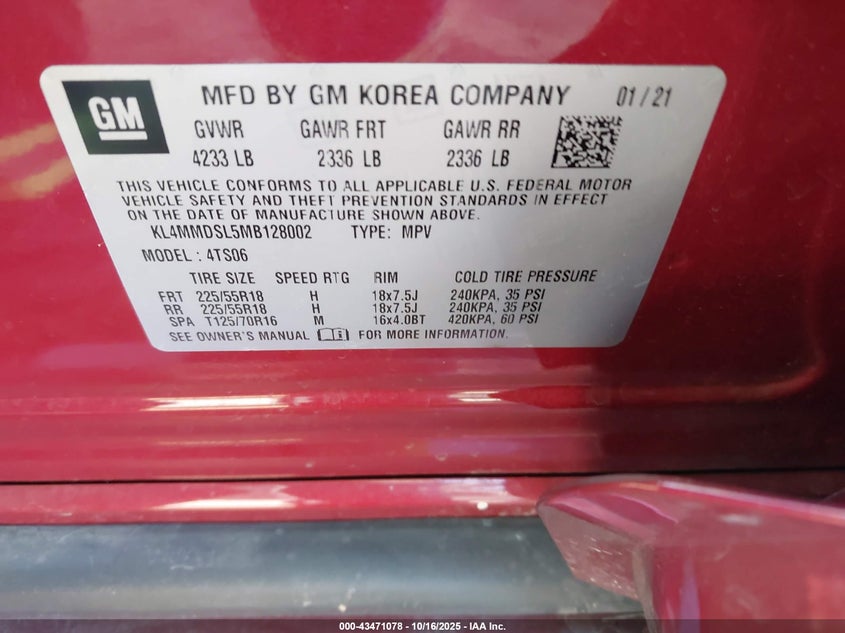 GM
MFD BY GM KOREA COMPANY 01/21
GVWR GAWR FRT GAWR RR
4233 LB 2336 LB 2336 LB
THIS VEHICLE CONFORMS TO ALL APPLICABLE U.S. FEDERAL MOTOR
VEHICLE SAFETY AND THEFT PREVENTION STANDARDS IN EFFECT
ON THE DATE OF MANUFACTURE SHOWN ABOVE.
KL4MMDSL5MB128002 TYPE: MPV
MODEL : 4TS06
TIRE SIZE SPEED RTG RIM COLD TIRE PRESSURE
FRT 225/55R18 H 18x7.5J 240KPA, 35 PSI
RR 225/55R18 H 18x7.5J 240KPA, 35 PSI
SPA T125/70R16 M 16x4.0BT 420KPA, 60 PSI
SEE OWNER'S MANUAL FOR MORE INFORMATION.
000-43471078 | 10/16/2025 - IAA Inc.